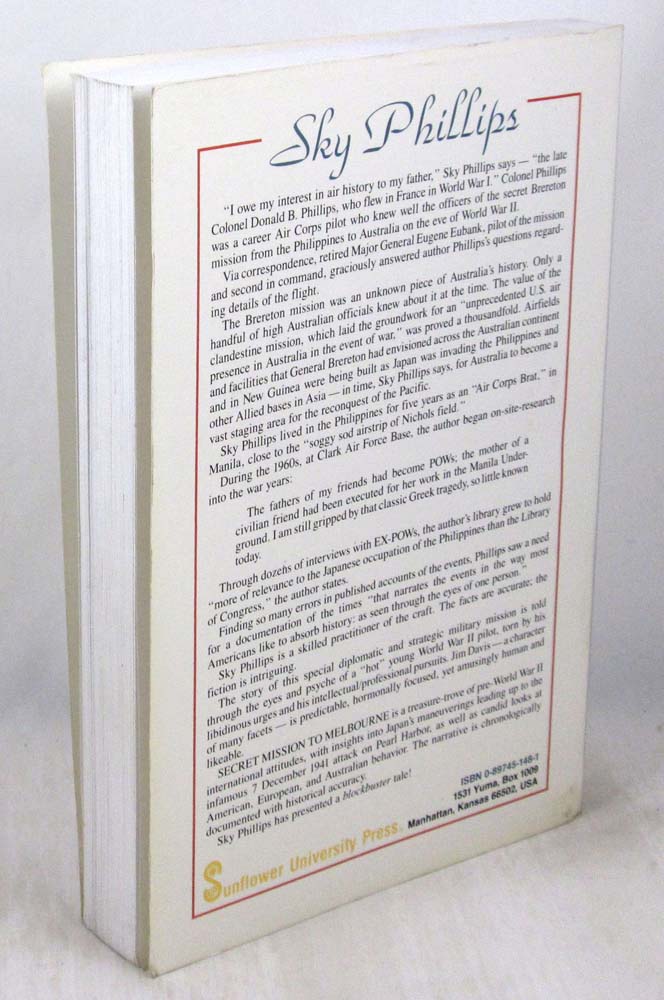 Sky Phillips
"I owe my interest in air history to my father," Sky Phillips says — "the late
Colonel Donald B. Phillips, who flew in France in World War I." Colonel Phillips
was a career Air Corps pilot who knew well the officers of the secret Brereton
mission from the Philippines to Australia on the eve of World War II.
Via correspondence, retired Major General Eugene Eubank, pilot of the mission
and second in command, graciously answered author Phillips's questions regard-
ing details of the flight.
The Brereton mission was an unknown piece of Australia's history. Only a
handful of high Australian officials knew about it at the time. The value of the
clandestine mission, which laid the groundwork for an "unprecedented U.S. air
presence in Australia in the event of war," was proved a thousandfold. Airfields
and facilities that General Brereton had envisioned across the Australian continent
and in New Guinea were being built as Japan was invading the Philippines and
other Allied bases in Asia — in time, Sky Phillips says, for Australia to become a
vast staging area for the reconquest of the Pacific.
Sky Phillips lived in the Philippines for five years as an "Air Corps Brat," in
Manila, close to the "soggy sod airstrip of Nichols field."
During the 1960s, at Clark Air Force Base, the author began on-site-research
into the war years:
The fathers of my friends had become POWs; the mother of a
civilian friend had been executed for her work in the Manila Under-
ground. I am still gripped by that classic Greek tragedy, so little known
today.
Through dozens of interviews with EX-POWs, the author's library grew to hold
"more of relevance to the Japanese occupation of the Philippines than the Library
of Congress," the author states.
Finding so many errors in published accounts of the events, Phillips saw a need
for a documentation of the times "that narrates the events in the way most
Americans like to absorb history: as seen through the eyes of one person."
Sky Phillips is a skilled practitioner of the craft. The facts are accurate; the
fiction is intriguing.
The story of this special diplomatic and strategic military mission is told
through the eyes and psyche of a "hot" young World War II pilot, torn by his
libidinous urges and his intellectual/professional pursuits. Jim Davis — a character
of many facets — is predictable, hormonally focused, yet amusingly human and
likeable.
SECRET MISSION TO MELBOURNE is a treasure-trove of pre-World War II
international attitudes, with insights into Japan's maneuverings leading up to the
infamous 7 December 1941 attack on Pearl Harbor, as well as candid looks at
American, European, and Australian behavior. The narrative is chronologically
documented with historical accuracy.
Sky Phillips has presented a blockbuster tale!
ISBN 0-89745-148-1
1531 Yuma, Box 1009
Sunflower University Press® Manhattan, Kansas 66502, USA